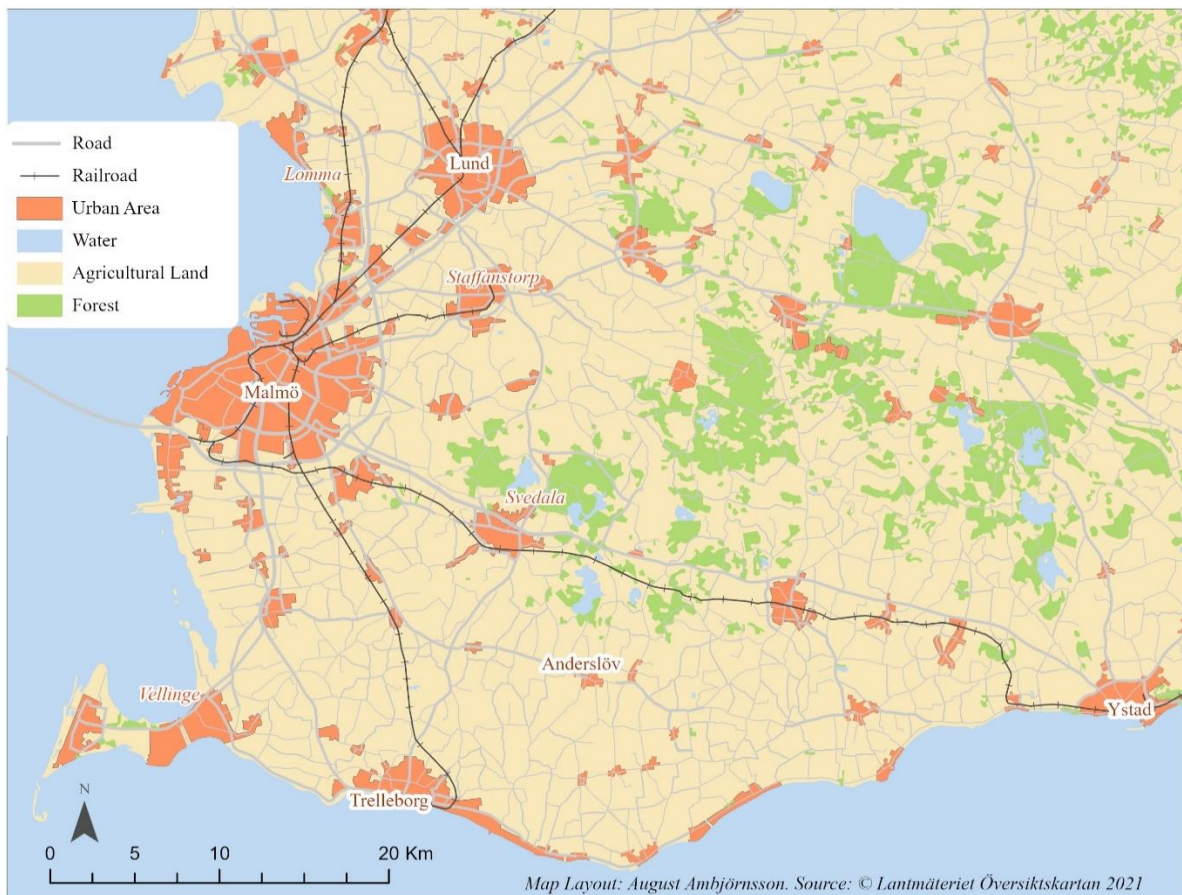 Road
Railroad
Urban Area
Water
Agricultural Land
Forest
Lund
Lomma
Staffanstorp
Malmö
Svedala
Anderslöv
Vellinge
Ystad
Trelleborg
N
0 5 10 20 Km
Map Layout: August Ambjörnsson. Source: © Lantmäteriet Översiktskartan 2021